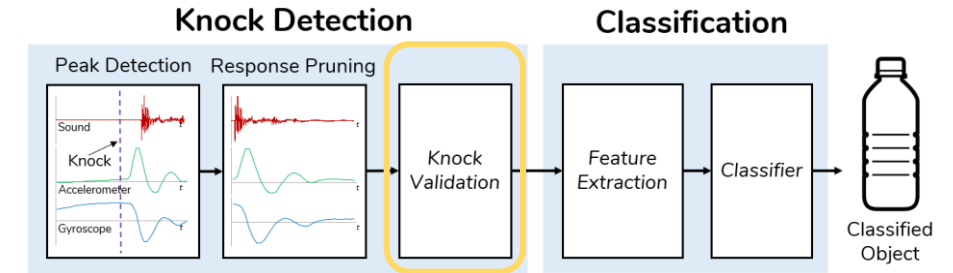 Knock Detection
Classification
Peak Detection
Response Pruning
Sound
t
Knock
Accelerometer
t
Gyroscope
t
t
t
t
Knock
Validation
Feature
Extraction
Classifier
Classified
Object